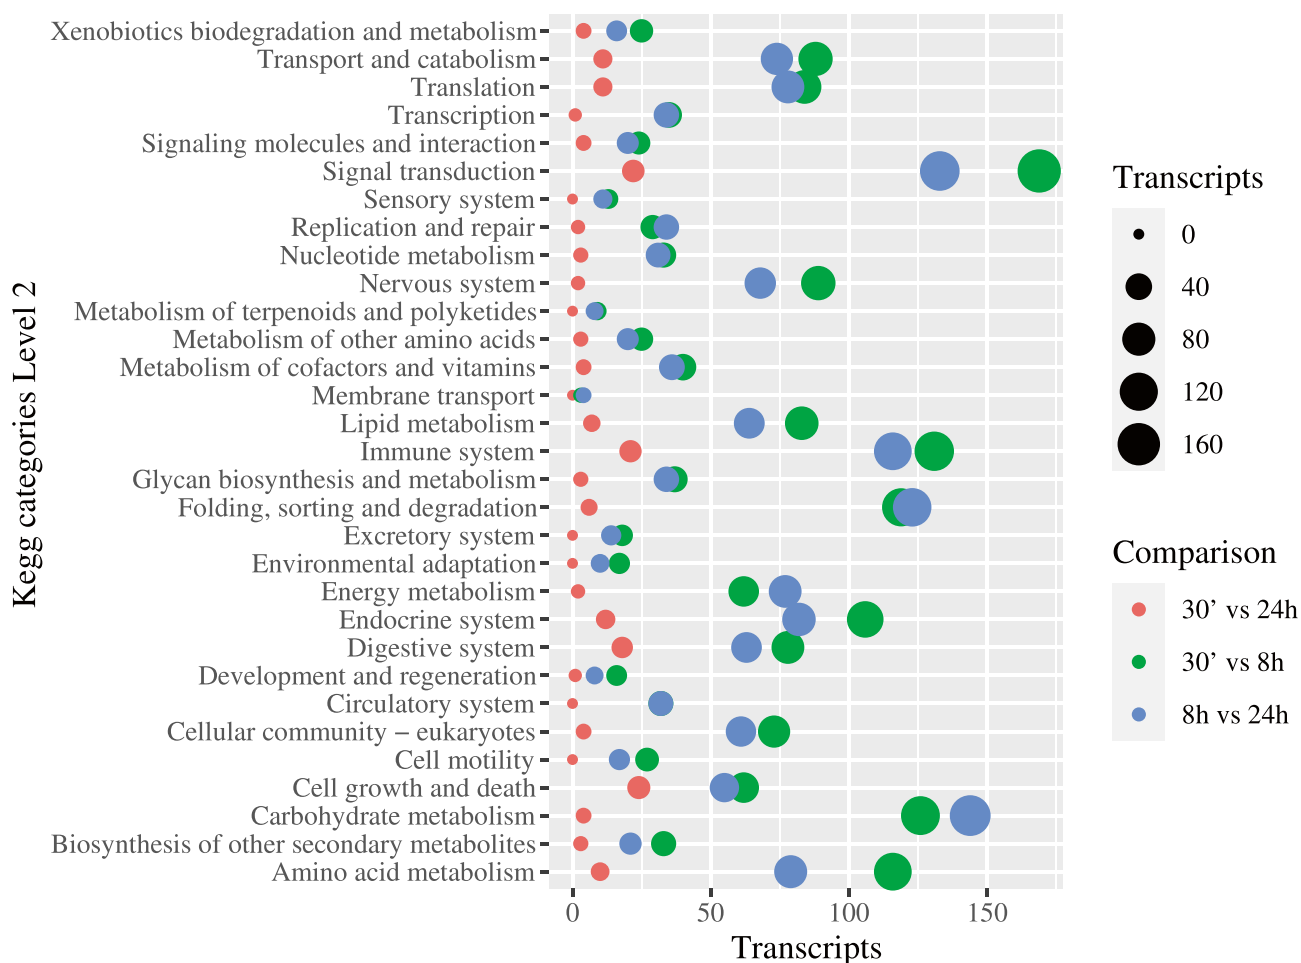 Kegg categories Level 2
Xenobiotics biodegradation and metabolism
Transport and catabolism
Translation
Transcription
Signaling molecules and interaction
Signal transduction
Sensory system
Replication and repair
Nucleotide metabolism
Nervous system
Metabolism of terpenoids and polyketides
Metabolism of other amino acids
Metabolism of cofactors and vitamins
Membrane transport
Lipid metabolism
Immune system
Glycan biosynthesis and metabolism
Folding, sorting and degradation
Excretory system
Environmental adaptation
Energy metabolism
Endocrine system
Digestive system
Development and regeneration
Circulatory system
Cellular community − eukaryotes
Cell motility
Cell growth and death
Carbohydrate metabolism
Biosynthesis of other secondary metabolites
Amino acid metabolism
0 50 100 150
Transcripts
Transcripts
0
40
80
120
160
Comparison
30’ vs 24h
30’ vs 8h
8h vs 24h